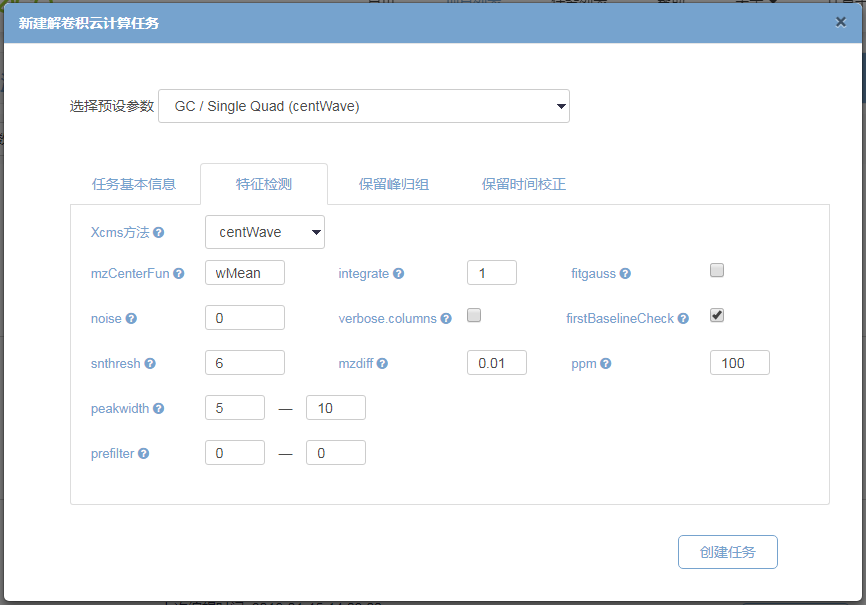 新建解卷积云计算任务 ×
选择预设参数 GC / Single Quad (centWave)
任务基本信息 特征检测 保留峰归组 保留时间校正
Xcms方法 ? centWave
mzCenterFun ? wMean integrate ? 1 fitgauss ?
noise ? 0 verbose.columns ? firstBaselineCheck ?
snthresh ? 6 mzdiff ? 0.01 ppm ? 100
peakwidth ? 5 — 10
prefilter ? 0 — 0
创建任务